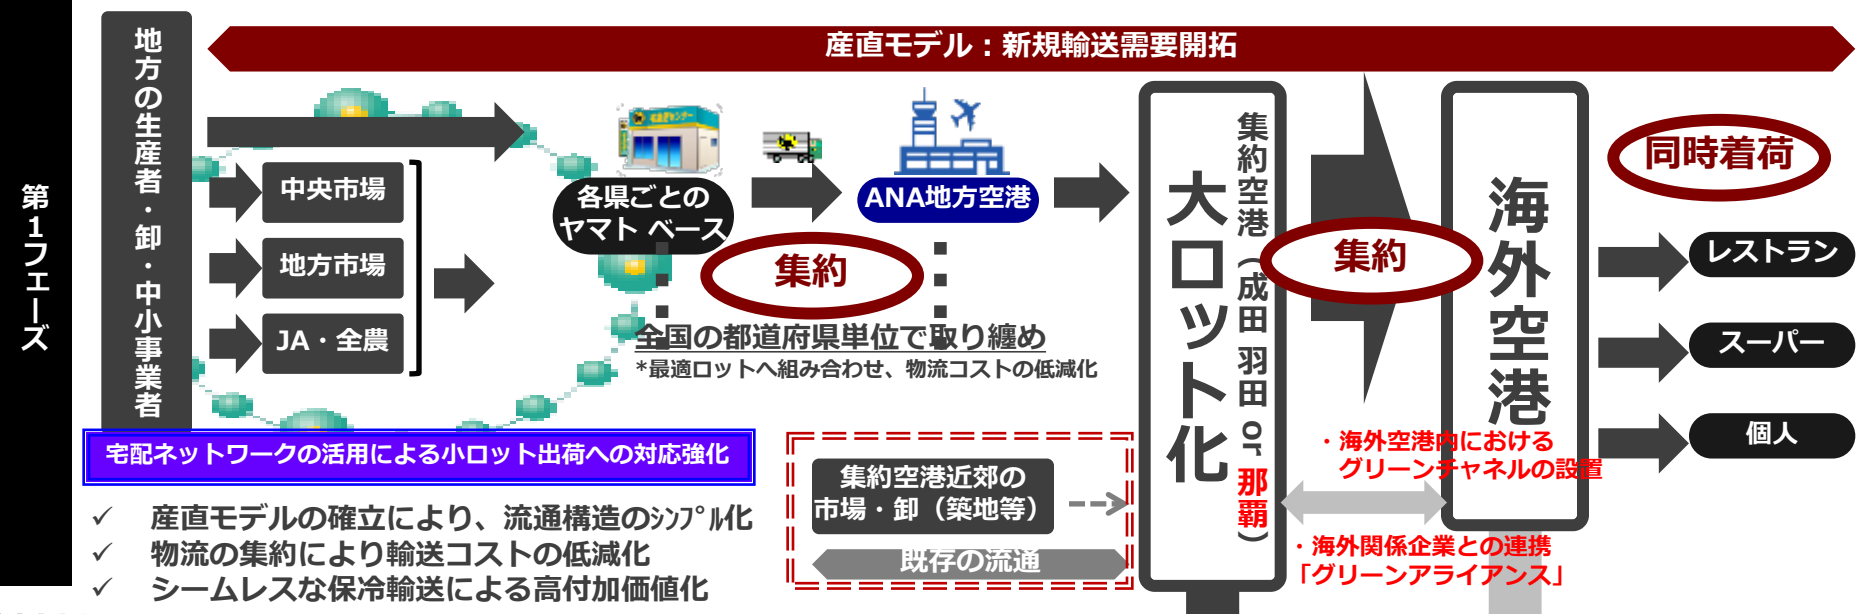 第1フェーズ
産直モデル：新規輸送需要開拓
地方の生産者・卸・中小事業者
中央市場
地方市場
JA・全農
各県ごとの
ヤマト ベース
ANA地方空港
集約
全国の都道府県単位で取り纏め
*最適ロットへ組み合わせ、物流コストの低減化
大ロット化
集約空港（成田 羽田 or 那覇）
集約
海外空港
同時着荷
レストラン
スーパー
個人
宅配ネットワークの活用による小ロット出荷への対応強化
✓ 産直モデルの確立により、流通構造のｼﾝﾌﾟﾙ化
✓ 物流の集約により輸送コストの低減化
✓ シームレスな保冷輸送による高付加価値化
集約空港近郊の
市場・卸（築地等）
既存の流通
・海外空港内における
グリーンチャネルの設置
・海外関係企業との連携
「グリーンアライアンス」